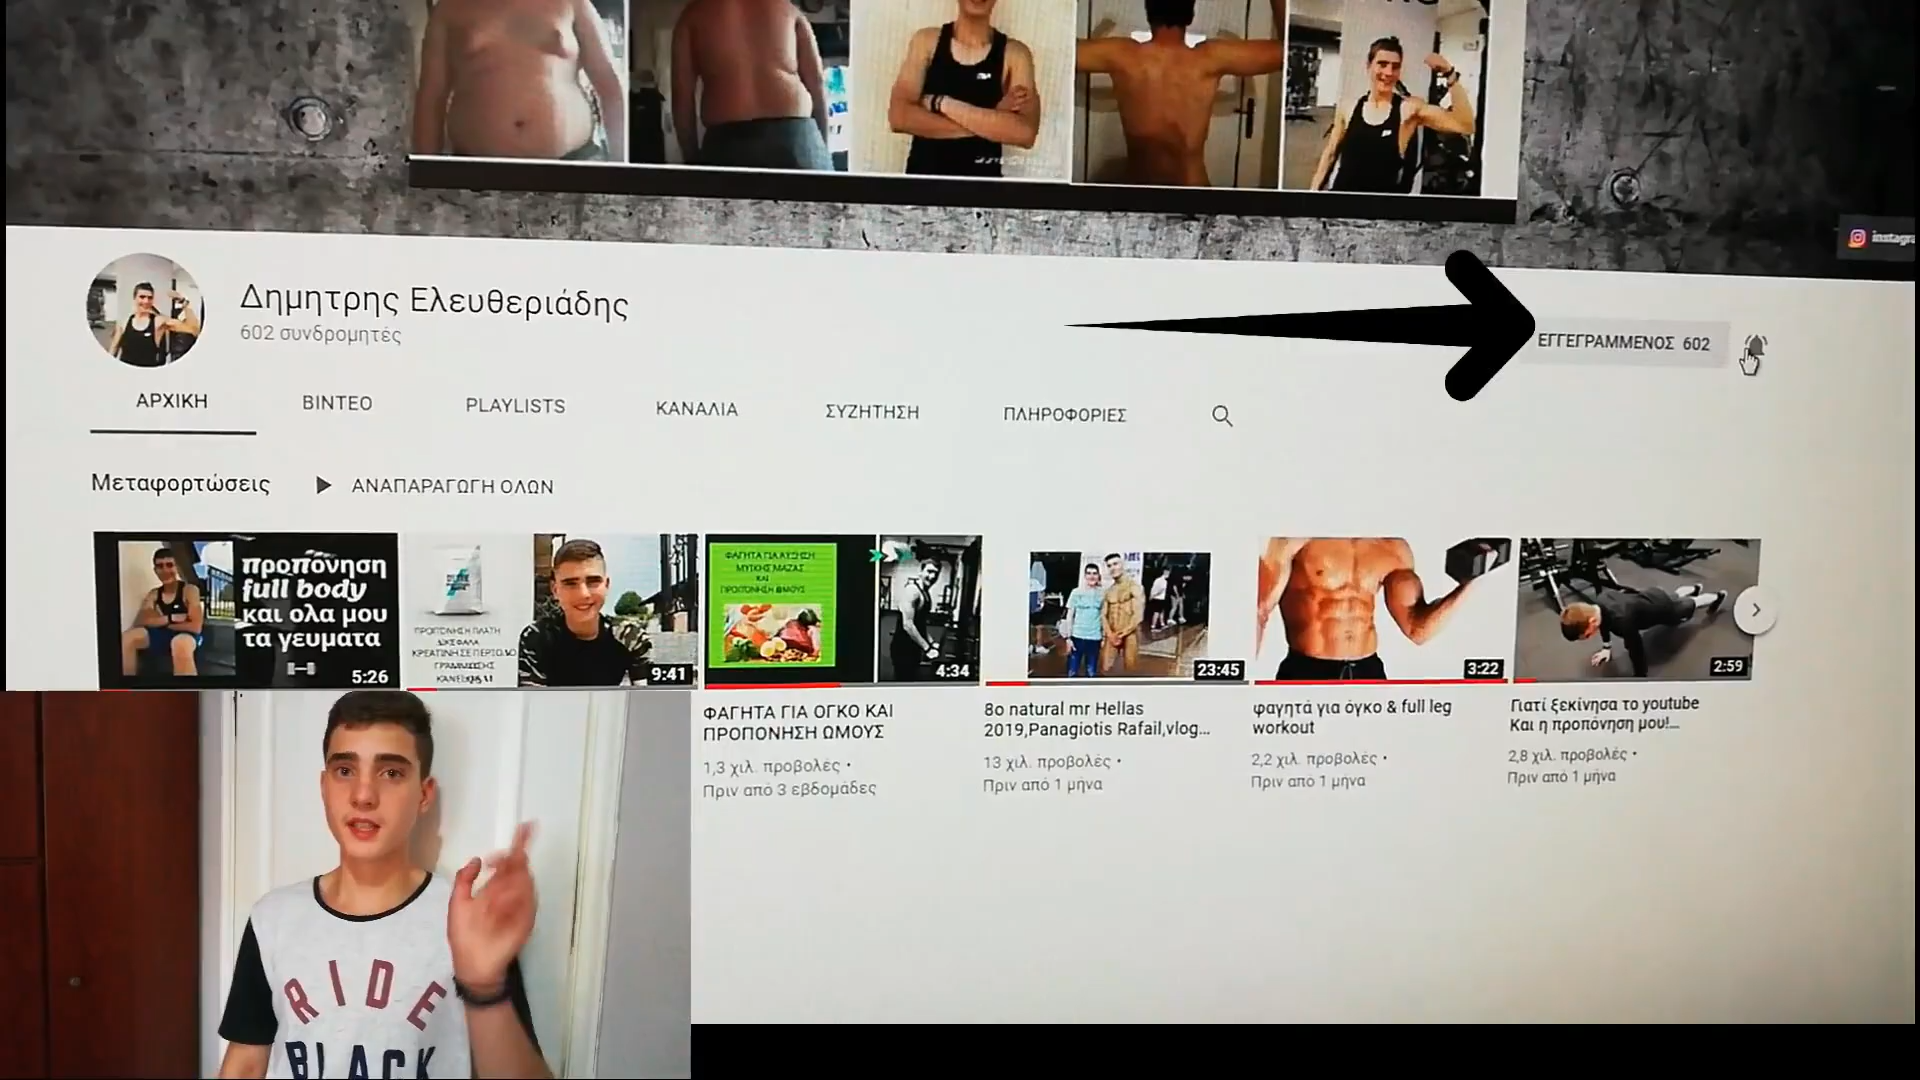 Δημητρης Ελευθεριάδης
602 συνδρομητές
ΕΓΓΕΓΡΑΜΜΕΝΟΣ 602
ΑΡΧΙΚΗ ΒΙΝΤΕΟ PLAYLISTS ΚΑΝΑΛΙΑ ΣΥΖΗΤΗΣΗ ΠΛΗΡΟΦΟΡΙΕΣ
Μεταφορτώσεις ΑΝΑΠΑΡΑΓΩΓΗ ΟΛΩΝ
προπόνηση
full body
και ολα μου
τα γευματα
5:26
ΠΡΟΠΟΝΗΣΗ ΠΛΑΤΗ
ΓΡΑΜΜΩΣΗΣ
9:41
ΦΑΓΗΤΑ ΓΙΑ ΑΥΞΗΣΗ
ΜΥΙΚΗΣ ΜΑΖΑΣ
ΚΑΙ
ΠΡΟΠΟΝΗΣΗ ΩΜΟΥΣ
4:34
23:45
3:22
2:59
ΦΑΓΗΤΑ ΓΙΑ ΟΓΚΟ ΚΑΙ
ΠΡΟΠΟΝΗΣΗ ΩΜΟΥΣ
1,3 χιλ. προβολές •
Πριν από 3 εβδομάδες
8ο natural mr Hellas
2019,Panagiotis Rafail,vlog...
13 χιλ. προβολές •
Πριν από 1 μήνα
φαγητά για όγκο & full leg
workout
2,2 χιλ. προβολές •
Πριν από 1 μήνα
Γιατί ξεκίνησα το youtube
Και η προπόνηση μου!...
2,8 χιλ. προβολές •
Πριν από 1 μήνα
RIDE
BLACK